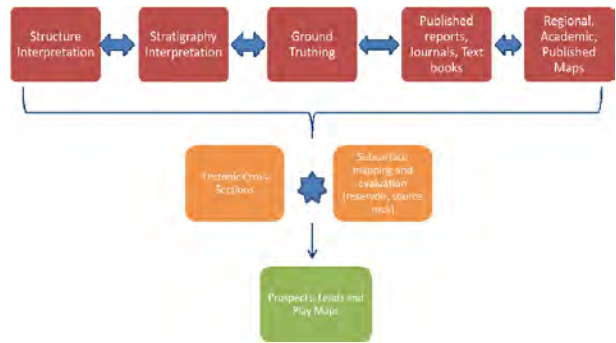 Structure
Interpretation
Stratigraphy
Interpretation
Ground
Truthing
Published
reports,
Journals, Text
books
Regional,
Academic,
Published
Maps
Tectonic Cross-
Sections
Subsurface
mapping and
evaluation
(reservoir, source
rock)
Prospects, Leads and
Play Maps